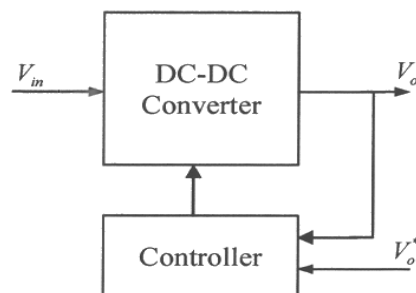 V_in
DC-DC
Converter
V_o
Controller
V_o^*